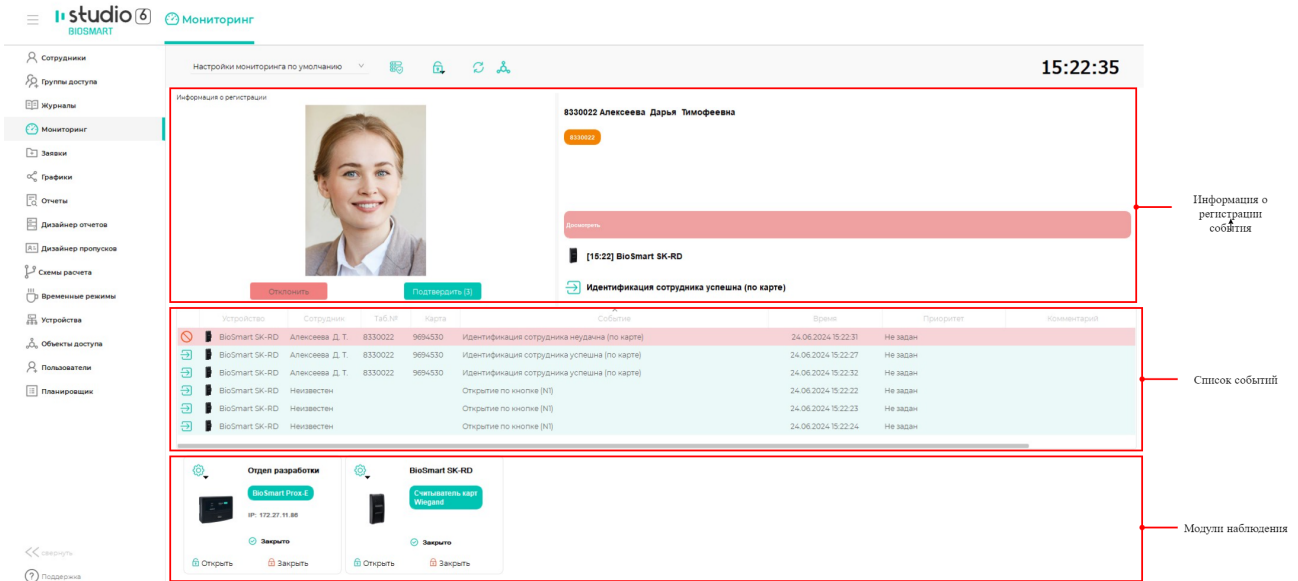 studio 6
BIOSMART
Мониторинг
Сотрудники
Группы доступа
Журналы
Мониторинг
Заявки
Графики
Отчеты
Дизайнер отчетов
Дизайнер пропусков
Схемы расчета
Временные режимы
Устройства
Объекты доступа
Пользователи
Планировщик
свернуть
Поддержка
Настройки мониторинга по умолчанию
15:22:35
Информация о регистрации
8330022 Алексеева Дарья Тимофеевна
8330022
Досмотреть
[15:22] BioSmart SK-RD
Идентификация сотрудника успешна (по карте)
Отклонить
Подтвердить (3)
Информация о
регистрации
события
Устройство Сотрудник Таб.№ Карта Событие Время Приоритет Комментарий
BioSmart SK-RD Алексеева Д. Т. 8330022 9694530 Идентификация сотрудника неудачна (по карте) 24.06.2024 15:22:31 Не задан
BioSmart SK-RD Алексеева Д. Т. 8330022 9694530 Идентификация сотрудника успешна (по карте) 24.06.2024 15:22:27 Не задан
BioSmart SK-RD Алексеева Д. Т. 8330022 9694530 Идентификация сотрудника успешна (по карте) 24.06.2024 15:22:32 Не задан
BioSmart SK-RD Неизвестен Открытие по кнопке (N1) 24.06.2024 15:22:22 Не задан
BioSmart SK-RD Неизвестен Открытие по кнопке (N1) 24.06.2024 15:22:23 Не задан
BioSmart SK-RD Неизвестен Открытие по кнопке (N1) 24.06.2024 15:22:24 Не задан
Список событий
Отдел разработки
BioSmart Prox-E
IP: 172.27.11.86
Закрыто
Открыть
Закрыть
BioSmart SK-RD
Считыватель карт
Wiegand
Закрыто
Открыть
Закрыть
Модули наблюдения